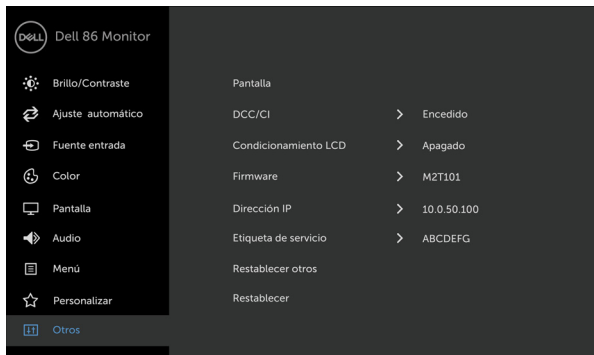 DELL Dell 86 Monitor
Brillo/Contraste
Ajuste automático
Fuente entrada
Color
Pantalla
Audio
Menú
Personalizar
Otros
Pantalla
DCC/CI > Encedido
Condicionamiento LCD > Apagado
Firmware > M2T101
Dirección IP > 10.0.50.100
Etiqueta de servicio > ABCDEFG
Restablecer otros
Restablecer